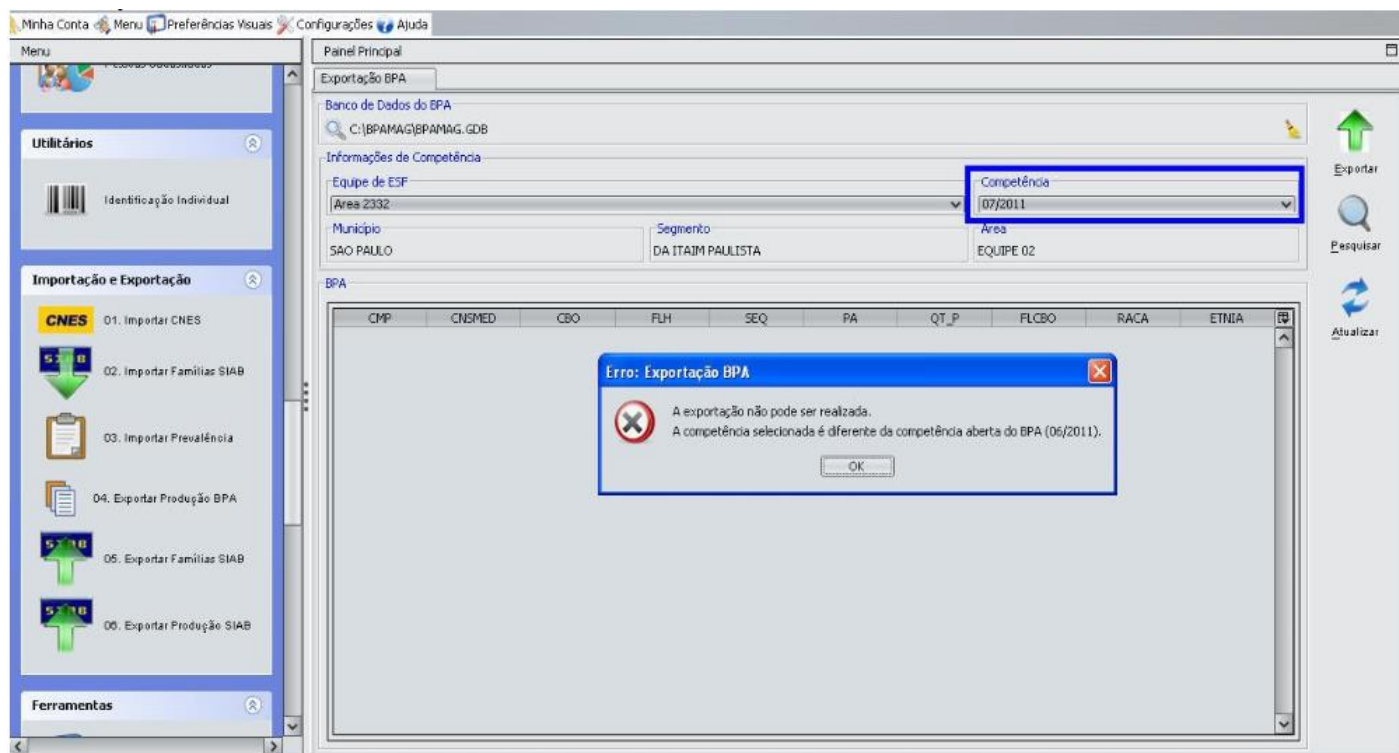 Minha Conta Menu Preferências Visuais Configurações Ajuda
Menu
Utilitários
Identificação Individual
Importação e Exportação
CNES 01. Importar CNES
02. Importar Famílias SIAB
03. Importar Prevalência
04. Exportar Produção BPA
05. Exportar Famílias SIAB
06. Exportar Produção SIAB
Ferramentas
Painel Principal
Exportação BPA
Banco de Dados do BPA
C:\BPAMAG\BPAMAG.GDB
Informações de Competência
Equipe de ESF Competência
Area 2332 07/2011
Município Segmento Área
SAO PAULO DA ITAIM PAULISTA EQUIPE 02
BPA
CMP CNSMED CBO FLH SEQ PA QT_P FLCBO RACA ETNIA
Erro: Exportação BPA
A exportação não pode ser realizada.
A competência selecionada é diferente da competência aberta do BPA (06/2011).
OK
Exportar
Pesquisar
Atualizar